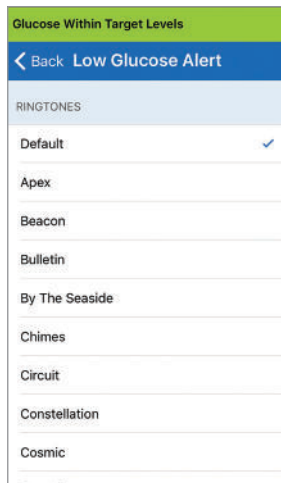 Glucose Within Target Levels
Back Low Glucose Alert
RINGTONES
Default
Apex
Beacon
Bulletin
By The Seaside
Chimes
Circuit
Constellation
Cosmic